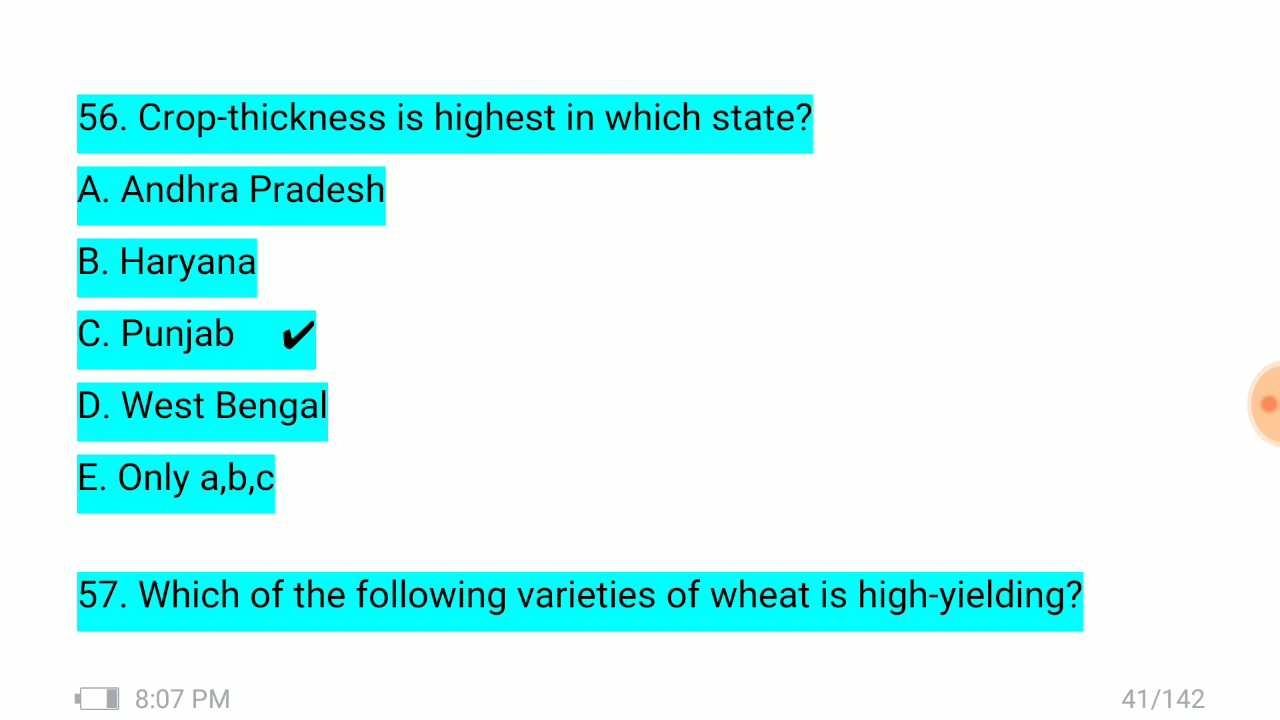 56. Crop-thickness is highest in which state?
A. Andhra Pradesh
B. Haryana
C. Punjab ✔
D. West Bengal
E. Only a,b,c
57. Which of the following varieties of wheat is high-yielding?
8:07 PM
41/142